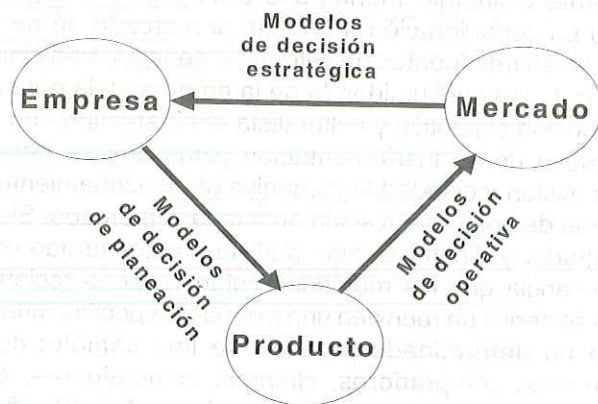 Modelos
de decisión
estratégica
Empresa
Mercado
Modelos
de decisión
de planeación
Modelos
de decisión
operativa
Producto